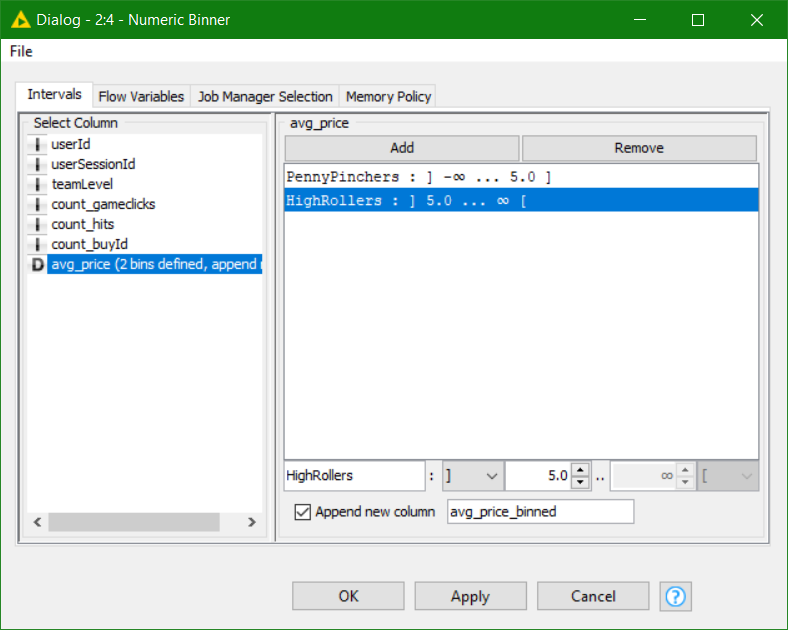 Dialog - 2:4 - Numeric Binner
File
Intervals Flow Variables Job Manager Selection Memory Policy
Select Column
userId
userSessionId
teamLevel
count_gameclicks
count_hits
count_buyId
D avg_price (2 bins defined, append
avg_price
Add Remove
PennyPinchers : ] -∞ ... 5.0 ]
HighRollers : ] 5.0 ... ∞ [
HighRollers : ] 5.0 .. ∞ [
Append new column avg_price_binned
OK Apply Cancel ?